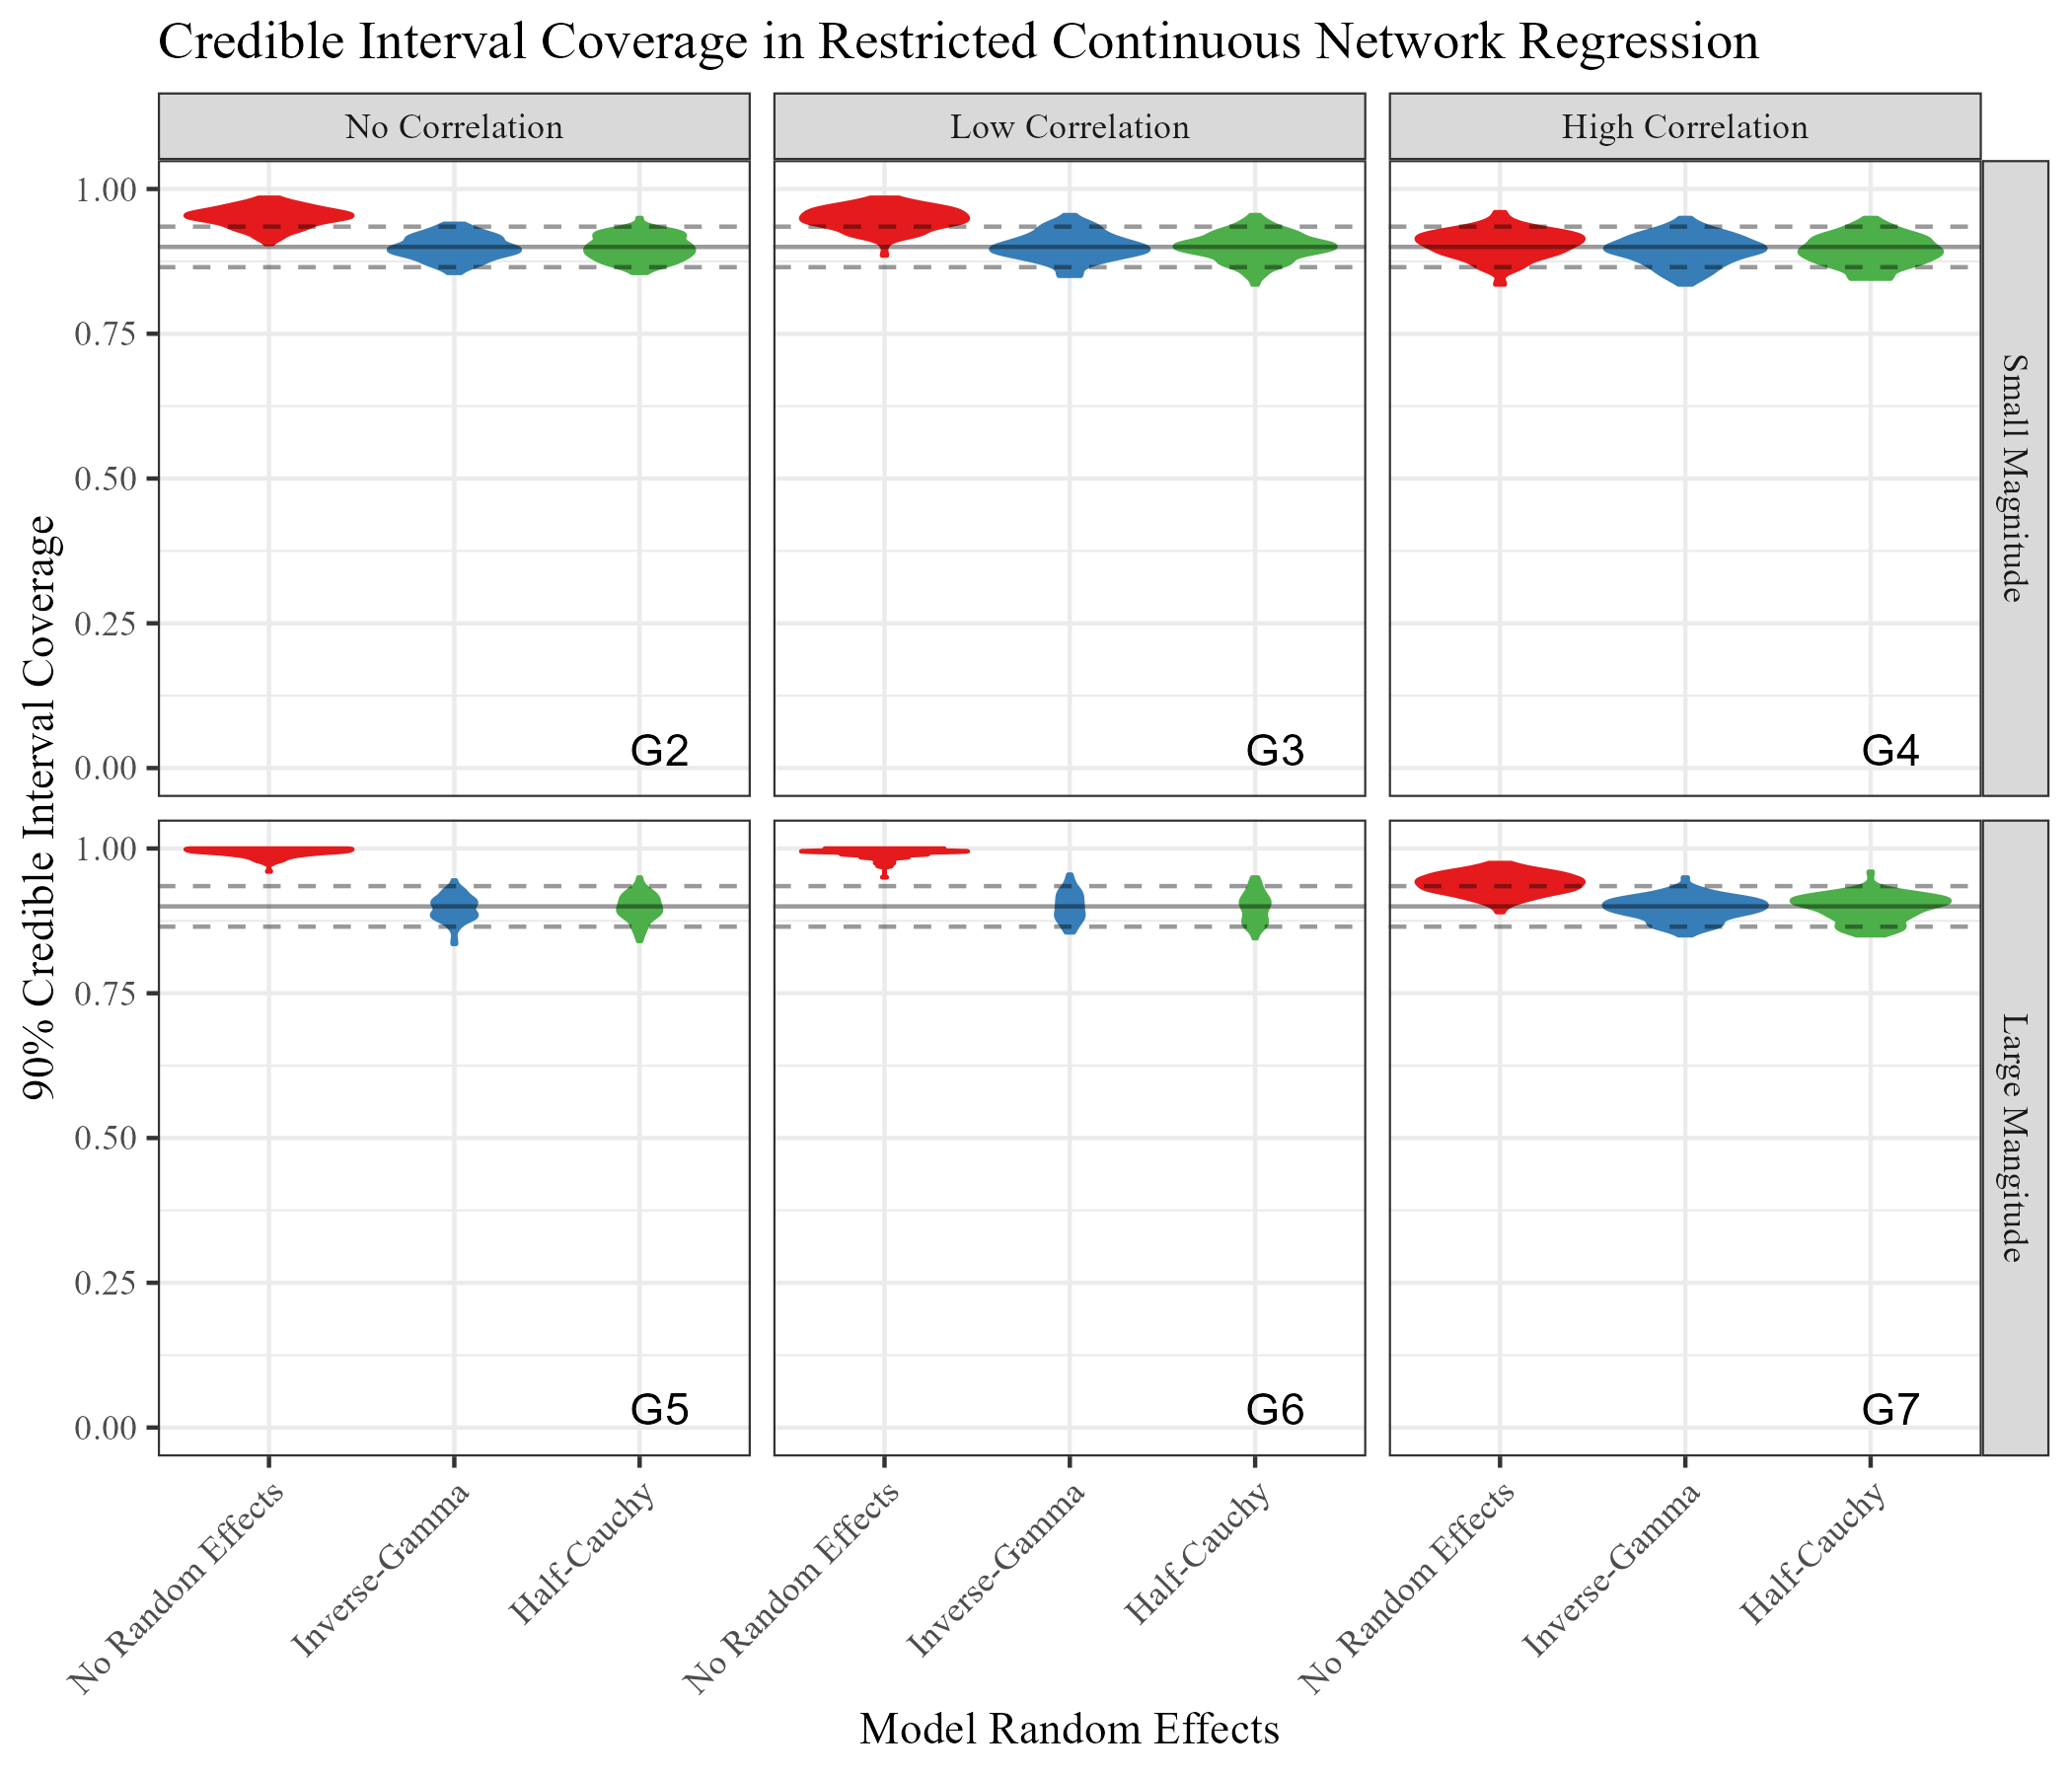 Credible Interval Coverage in Restricted Continuous Network Regression
No Correlation
Low Correlation
High Correlation
90% Credible Interval Coverage
1.00
0.75
0.50
0.25
0.00
G2
G3
G4
Small Magnitude
1.00
0.75
0.50
0.25
0.00
G5
G6
G7
Large Mangitude
No Random Effects
Inverse-Gamma
Half-Cauchy
No Random Effects
Inverse-Gamma
Half-Cauchy
No Random Effects
Inverse-Gamma
Half-Cauchy
Model Random Effects